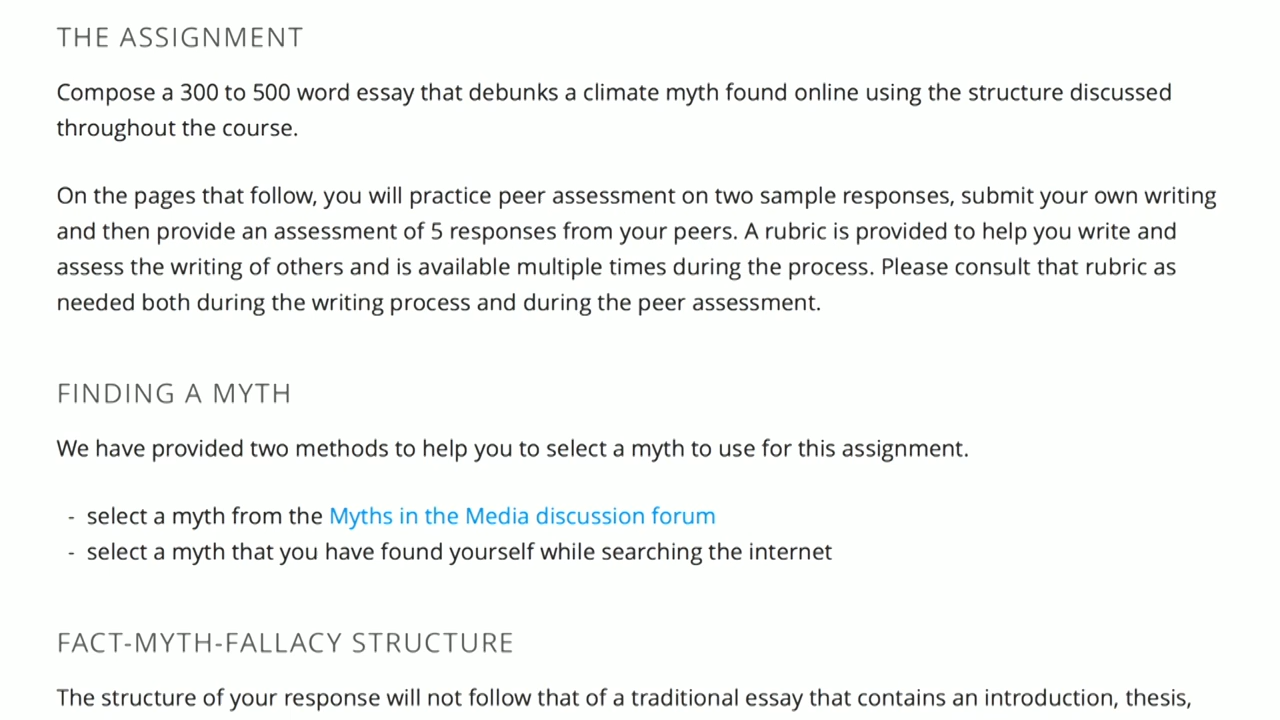 THE ASSIGNMENT
Compose a 300 to 500 word essay that debunks a climate myth found online using the structure discussed
throughout the course.
On the pages that follow, you will practice peer assessment on two sample responses, submit your own writing
and then provide an assessment of 5 responses from your peers. A rubric is provided to help you write and
assess the writing of others and is available multiple times during the process. Please consult that rubric as
needed both during the writing process and during the peer assessment.
FINDING A MYTH
We have provided two methods to help you to select a myth to use for this assignment.
- select a myth from the Myths in the Media discussion forum
- select a myth that you have found yourself while searching the internet
FACT-MYTH-FALLACY STRUCTURE
The structure of your response will not follow that of a traditional essay that contains an introduction, thesis,